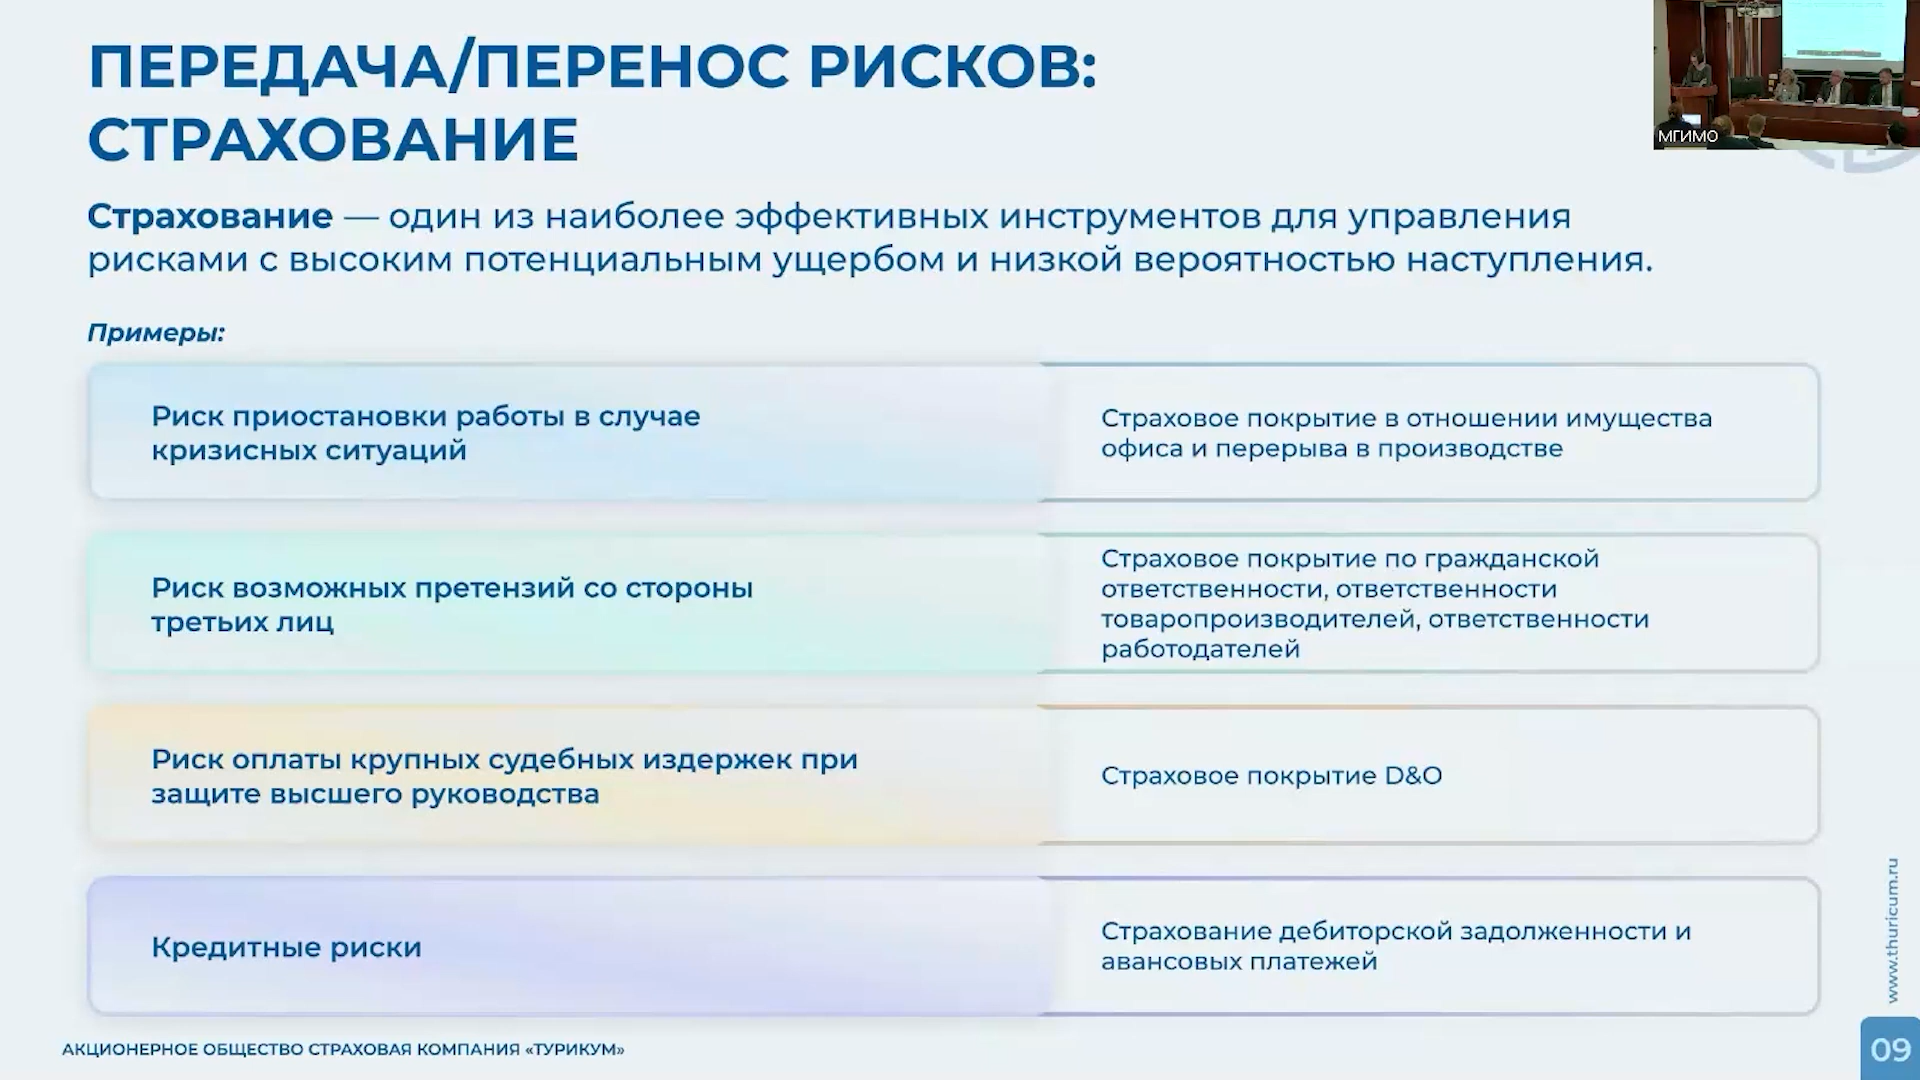 ПЕРЕДАЧА/ПЕРЕНОС РИСКОВ:
СТРАХОВАНИЕ
МГИМО
Страхование — один из наиболее эффективных инструментов для управления
рисками с высоким потенциальным ущербом и низкой вероятностью наступления.
Примеры:
Риск приостановки работы в случае
кризисных ситуаций
Страховое покрытие в отношении имущества
офиса и перерыва в производстве
Риск возможных претензий со стороны
третьих лиц
Страховое покрытие по гражданской
ответственности, ответственности
товаропроизводителей, ответственности
работодателей
Риск оплаты крупных судебных издержек при
защите высшего руководства
Страховое покрытие D&O
Кредитные риски
Страхование дебиторской задолженности и
авансовых платежей
www.thuricum.ru
АКЦИОНЕРНОЕ ОБЩЕСТВО СТРАХОВАЯ КОМПАНИЯ «ТУРИКУМ»
09